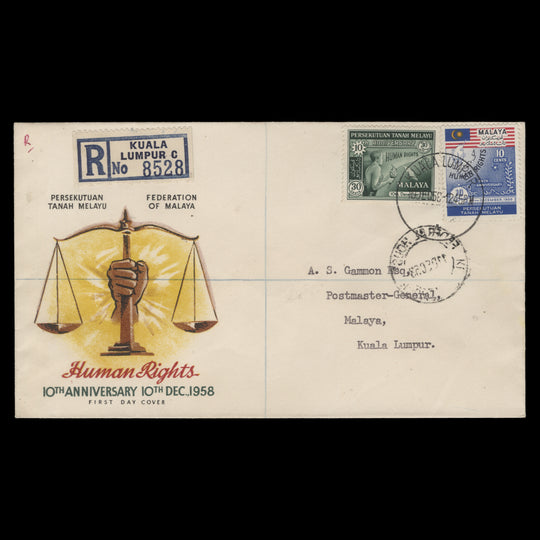 R
R
KUALA
LUMPUR C
No 8528
PERSEKUTUAN
TANAH MELAYU
FEDERATION
OF MALAYA
PERSEKUTUAN TANAH MELAYU
HUMAN RIGHTS
30
MALAYA
MALAYA
10
CENTS
HUMAN RIGHTS
PERSEKUTUAN
TANAH MELAYU
A. S. Gammon Esq.,
Postmaster-General,
Malaya,
Kuala Lumpur.
Human Rights
10TH ANNIVERSARY 10TH DEC., 1958
FIRST DAY COVER